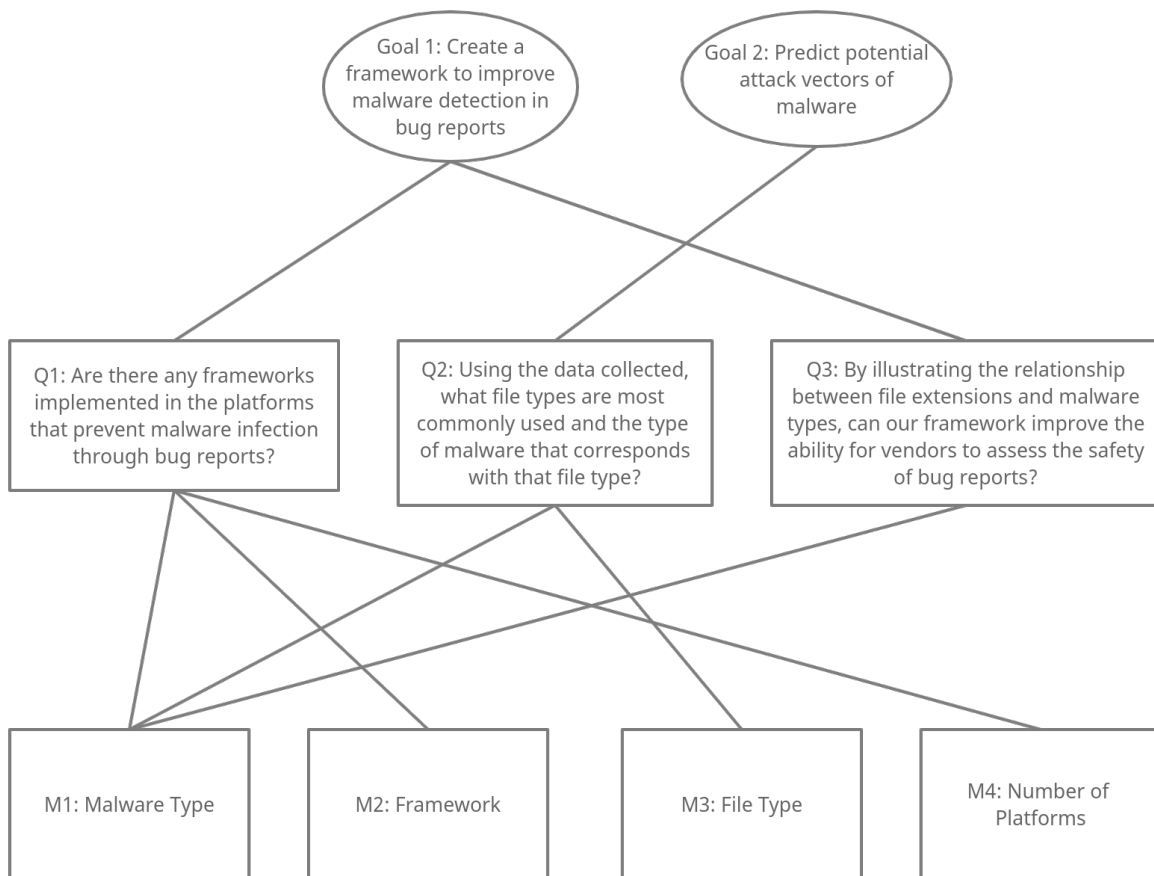 Goal 1: Create a
framework to improve
malware detection in
bug reports
Goal 2: Predict potential
attack vectors of
malware
Q1: Are there any frameworks
implemented in the platforms
that prevent malware infection
through bug reports?
Q2: Using the data collected,
what file types are most
commonly used and the type
of malware that corresponds
with that file type?
Q3: By illustrating the relationship
between file extensions and malware
types, can our framework improve the
ability for vendors to assess the safety
of bug reports?
M1: Malware Type
M2: Framework
M3: File Type
M4: Number of
Platforms